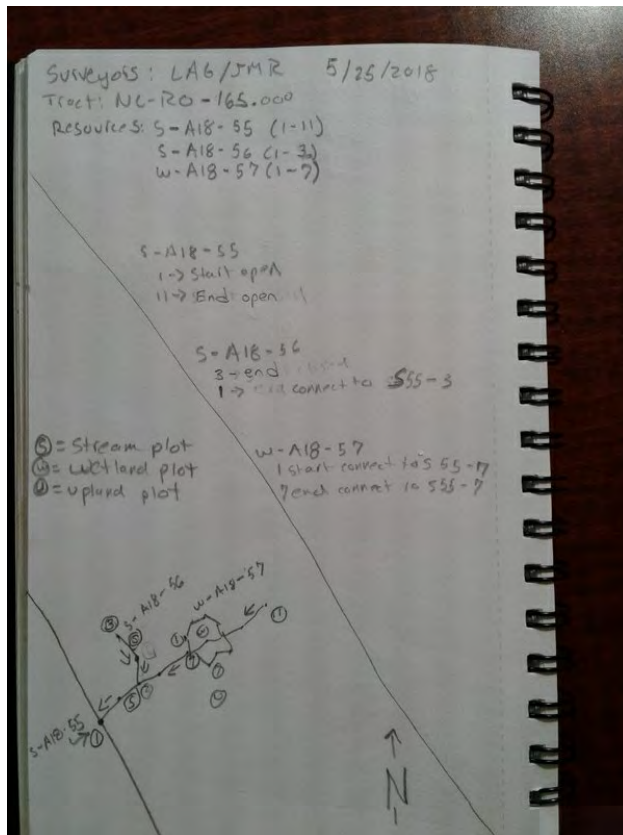 Surveyors: LAG/JMR 5/25/2018
Tract: NC-RO-165.000
Resources: S-A18-55 (1-11)
S-A18-56 (1-3)
W-A18-57 (1-7)
S-A18-55
1-> Start open
11-> End open
S-A18-56
3-end
1-> connect to S55-3
Ⓢ = Stream plot
Ⓦ = Wetland plot
Ⓤ = upland plot
W-A18-57
1 start connect to S55-7
7 end connect to S55-7
S-A18-56
W-A18-57
S-A18-55
1
N